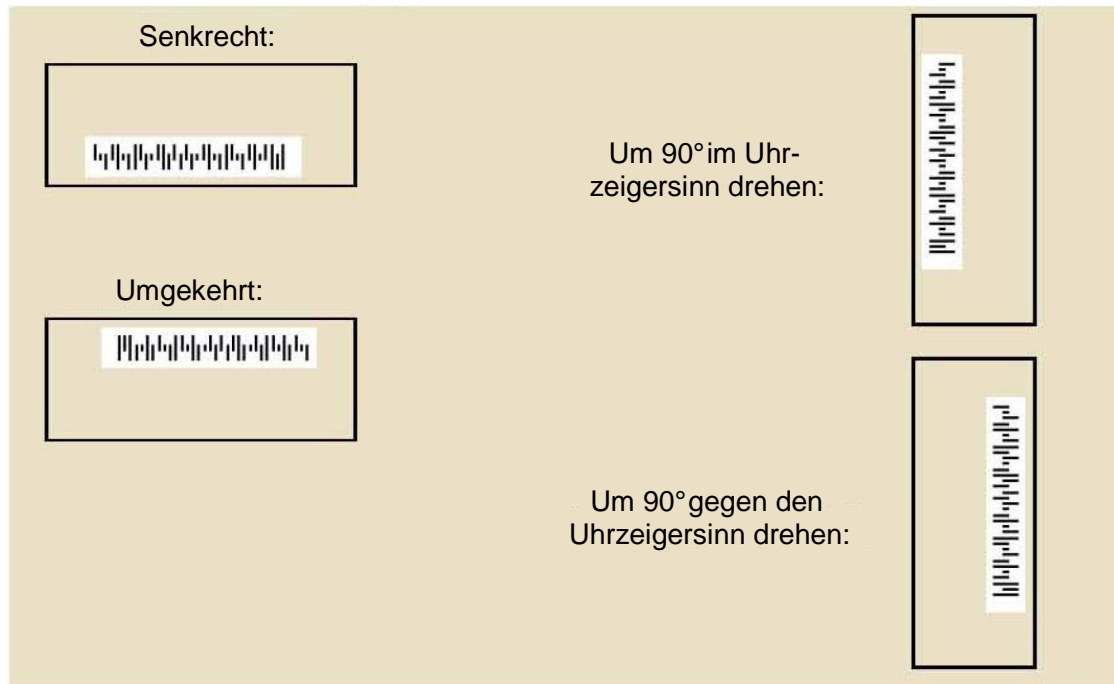 Senkrecht:
Um 90° im Uhr-
zeigersinn drehen:
Umgekehrt:
Um 90° gegen den
Uhrzeigersinn drehen: